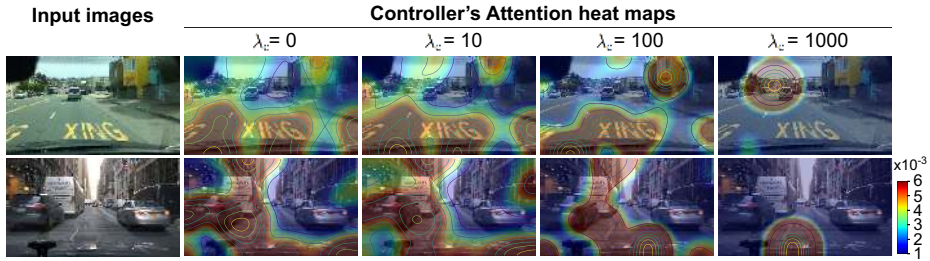 Input images
Controller's Attention heat maps
λc= 0
λc= 10
λc= 100
λc= 1000
XING
XING
XING
XING
XING
x10-3
6
5
4
3
2
1